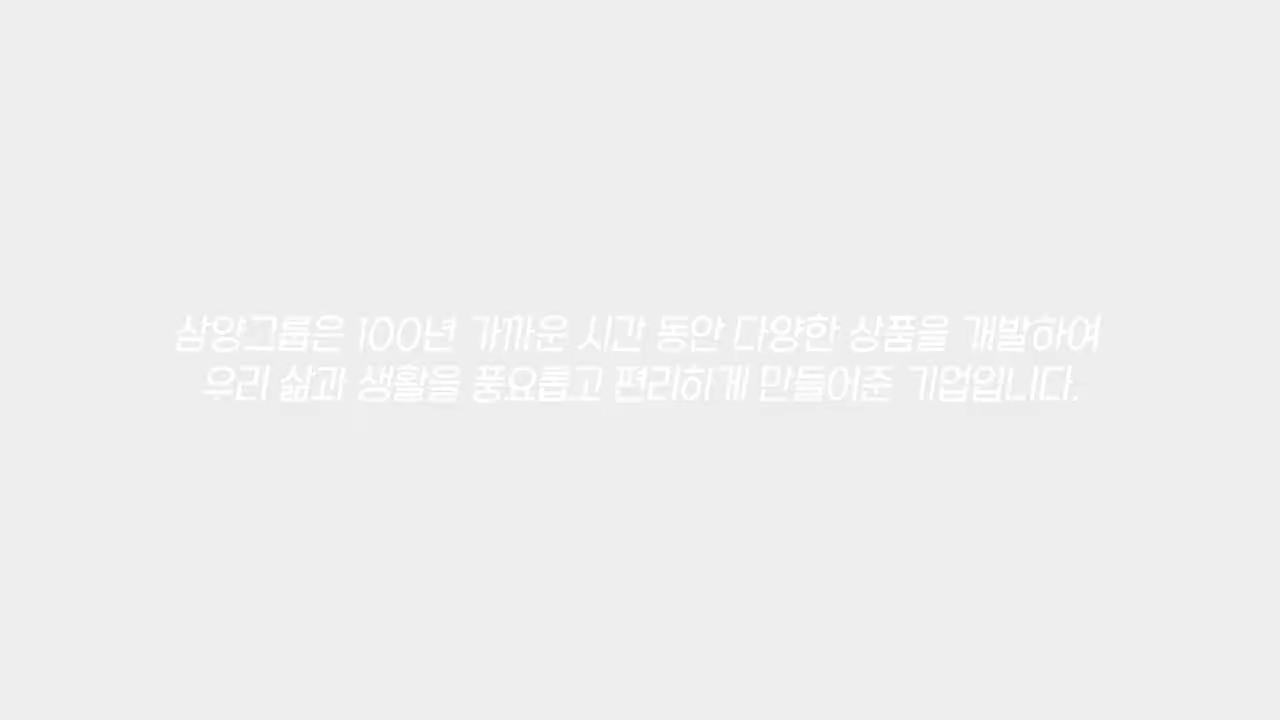 삼양그룹은 100년 가까운 시간 동안 다양한 상품을 개발하여
우리 삶과 생활을 풍요롭고 편리하게 만들어준 기업입니다.